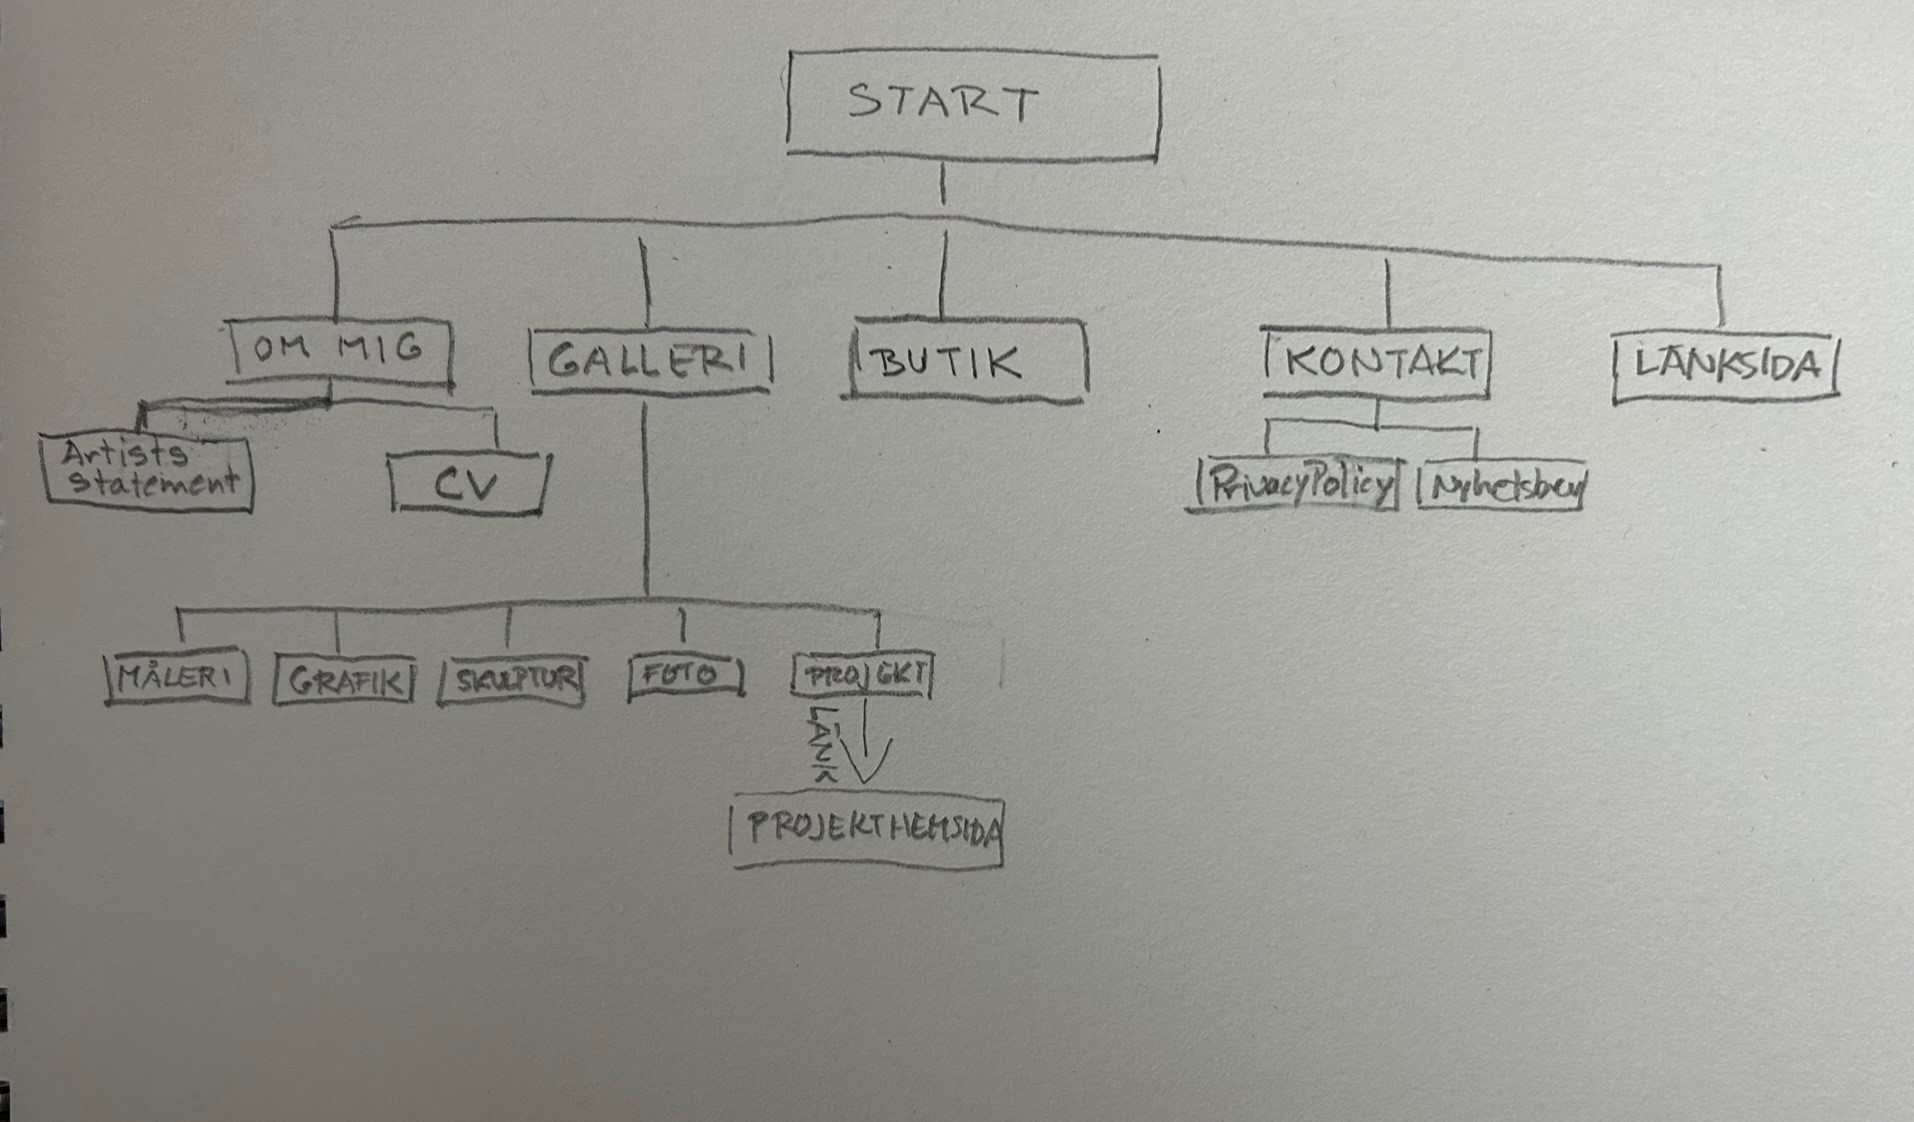 START
OM MIG
GALLERI
BUTIK
KONTAKT
LÄNKSIDA
Artists
statement
CV
PrivacyPolicy
Nyhetsbrev
MÅLERI
GRAFIK
SKULPTUR
FOTO
PROJEKT
LÄNK
PROJEKTHEMSIDA